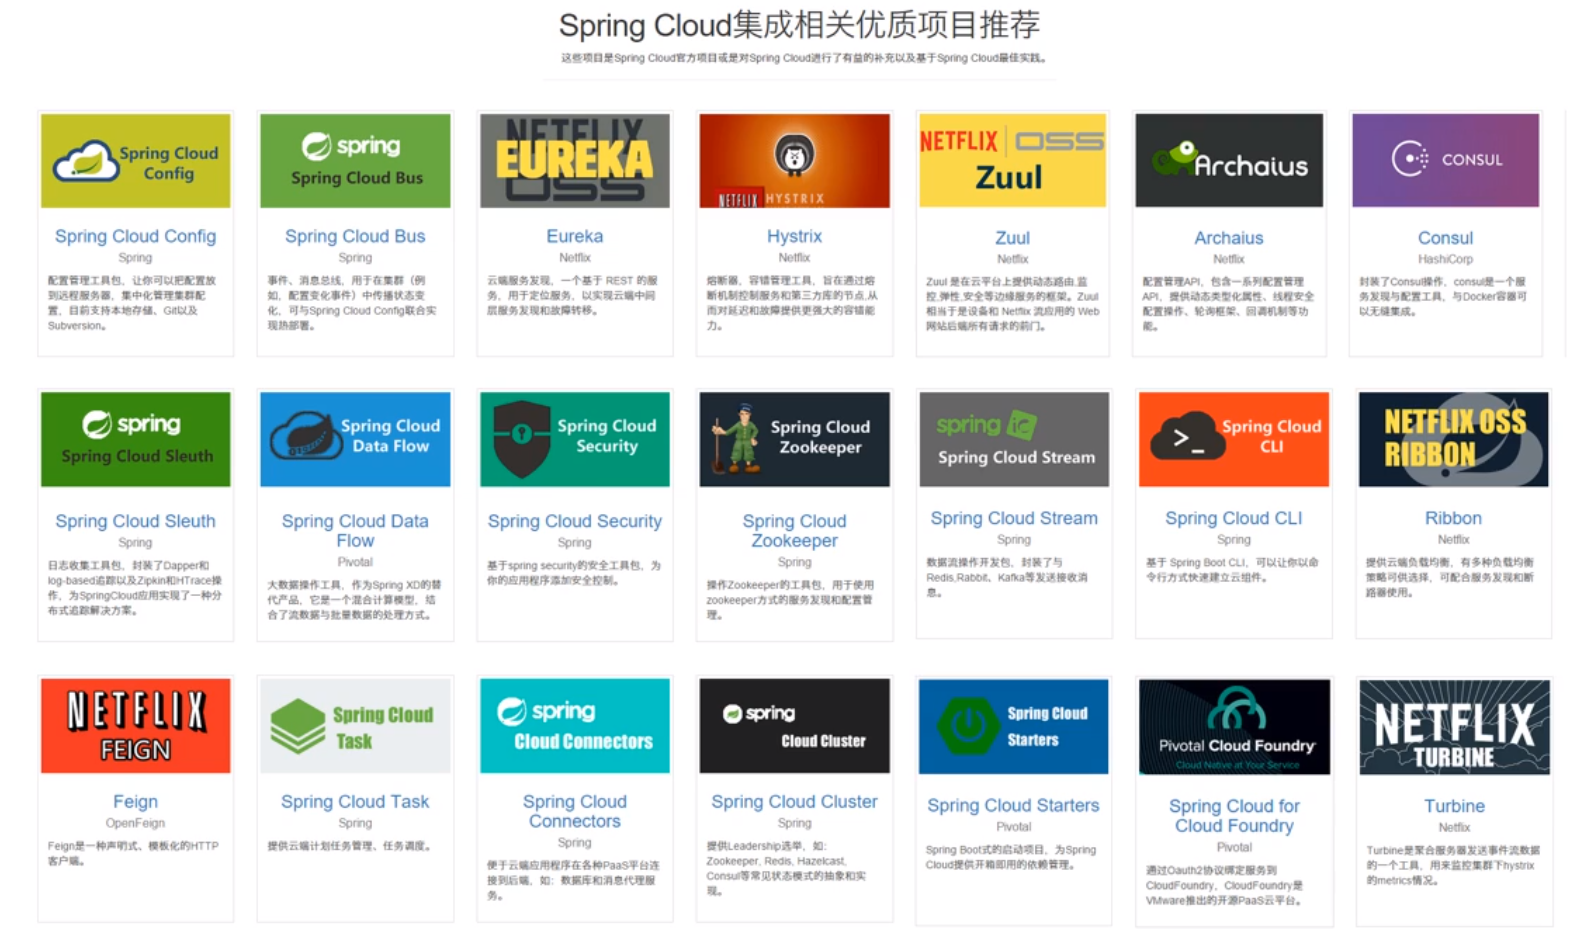 Spring Cloud集成相关优质项目推荐
这些项目是Spring Cloud官方项目或是对Spring Cloud进行了有益的补充以及基于Spring Cloud最佳实践。
Spring Cloud
Config
Spring Cloud Config
Spring
配置管理工具包，让你可以把配置放
到远程服务器，集中化管理集群配
置，目前支持本地存储、Git以及
Subversion。
spring
Spring Cloud Bus
Spring Cloud Bus
Spring
事件、消息总线，用于在集群（例
如，配置变化事件）中传播状态变
化，可与Spring Cloud Config联合实
现热部署。
NETFLIX
EUREKA
OSS
Eureka
Netflix
云端服务发现，一个基于 REST 的服
务，用于定位服务，以实现云端中间
层服务发现和故障转移。
NETFLIX HYSTRIX
Hystrix
Netflix
熔断器，容错管理工具，旨在通过熔
断机制控制服务和第三方库的节点,从
而对延迟和故障提供更强大的容错能
力。
NETFLIX OSS
Zuul
Zuul
Netflix
Zuul 是在云平台上提供动态路由,监
控,弹性,安全等边缘服务的框架。Zuul
相当于是设备和 Netflix 流应用的 Web
网站后端所有请求的前门。
Archaius
Archaius
Netflix
配置管理API，包含一系列配置管理
API，提供动态类型化属性、线程安全
配置操作、轮询框架、回调机制等功
能。
CONSUL
Consul
HashiCorp
封装了Consul操作，consul是一个服
务发现与配置工具，与Docker容器可
以无缝集成。
spring
Spring Cloud Sleuth
Spring Cloud Sleuth
Spring
日志收集工具包，封装了Dapper和
log-based追踪以及Zipkin和HTrace操
作，为SpringCloud应用实现了一种分
布式追踪解决方案。
Spring Cloud
Data Flow
Spring Cloud Data
Flow
Pivotal
大数据操作工具，作为Spring XD的替
代产品，它是一个混合计算模型，结
合了流数据与批量数据的处理方式。
Spring Cloud
Security
Spring Cloud Security
Spring
基于spring security的安全工具包，为
你的应用程序添加安全控制。
Spring Cloud
Zookeeper
Spring Cloud
Zookeeper
Spring
操作Zookeeper的工具包，用于使用
zookeeper方式的服务发现和配置管
理。
spring ic
Spring Cloud Stream
Spring Cloud Stream
Spring
数据流操作开发包，封装了与
Redis,Rabbit、Kafka等发送接收消
息。
Spring Cloud
CLI
Spring Cloud CLI
Spring
基于 Spring Boot CLI，可以让你以命
令行方式快速建立云组件。
NETFLIX OSS
RIBBON
Ribbon
Netflix
提供云端负载均衡，有多种负载均衡
策略可供选择，可配合服务发现和断
路器使用。
NETFLIX
FEIGN
Feign
OpenFeign
Feign是一种声明式、模板化的HTTP
客户端。
Spring Cloud
Task
Spring Cloud Task
Spring
提供云端计划任务管理、任务调度。
spring
Cloud Connectors
Spring Cloud
Connectors
Spring
便于云端应用程序在各种PaaS平台连
接到后端，如：数据库和消息代理服
务。
spring
Cloud Cluster
Spring Cloud Cluster
Spring
提供Leadership选举，如：
Zookeeper, Redis, Hazelcast,
Consul等常见状态模式的抽象和实
现。
Spring Cloud
Starters
Spring Cloud Starters
Pivotal
Spring Boot式的启动项目，为Spring
Cloud提供开箱即用的依赖管理。
Pivotal Cloud Foundry
Cloud Native at Your Service
Spring Cloud for
Cloud Foundry
Pivotal
通过Oauth2协议绑定服务到
CloudFoundry，CloudFoundry是
VMware推出的开源PaaS云平台。
NETFLIX
TURBINE
Turbine
Netflix
Turbine是聚合服务器发送事件流数据
的一个工具，用来监控集群下hystrix
的metrics情况。